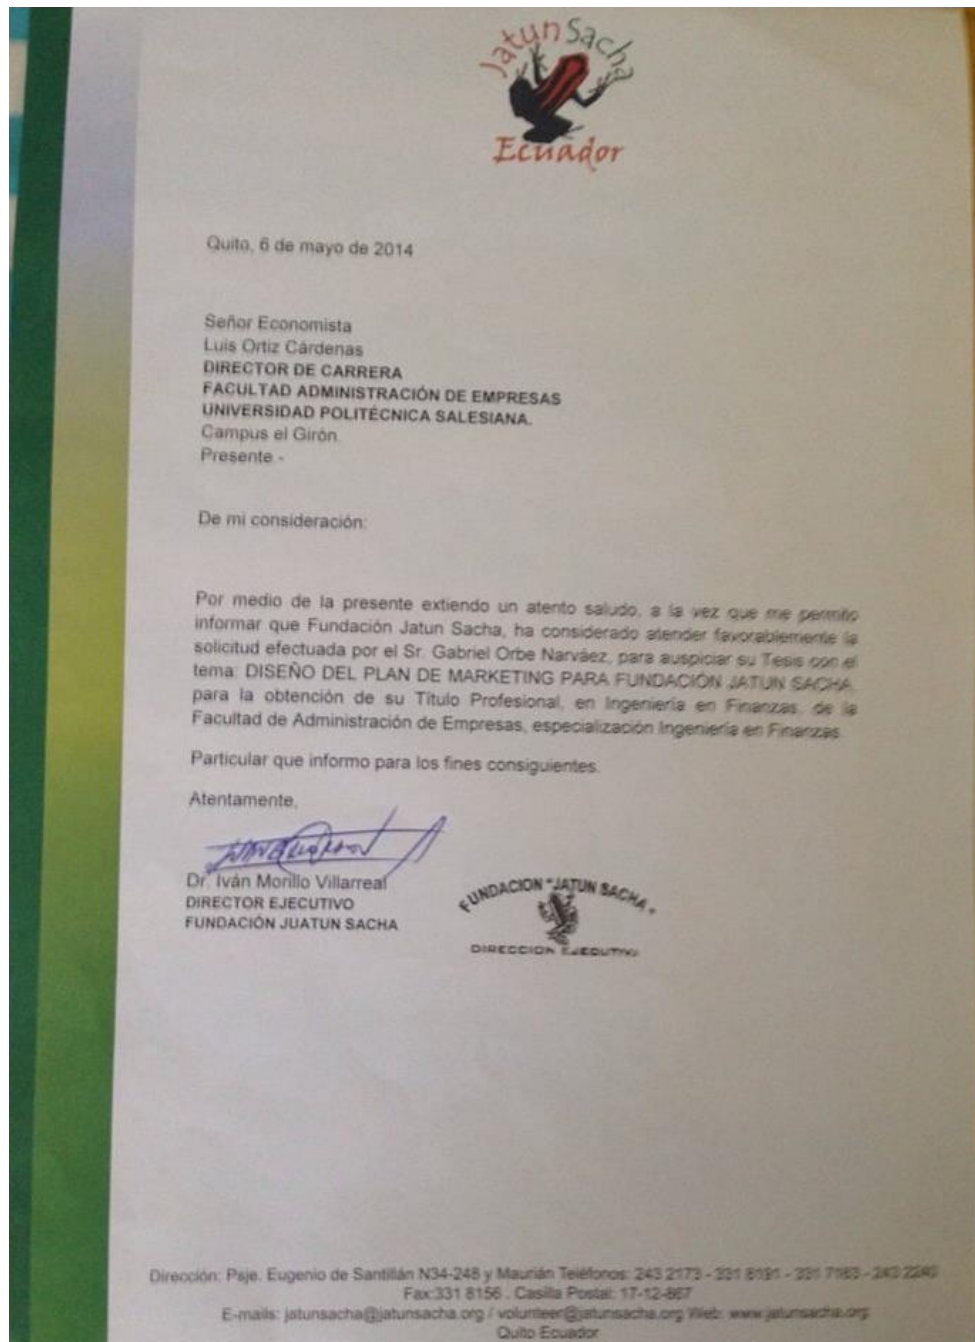 Jatun Sacha
Ecuador
Quito, 6 de mayo de 2014
Señor Economista
Luis Ortiz Cárdenas
DIRECTOR DE CARRERA
FACULTAD ADMINISTRACIÓN DE EMPRESAS
UNIVERSIDAD POLITÉCNICA SALESIANA.
Campus el Girón.
Presente.-
De mi consideración:
Por medio de la presente extiendo un atento saludo, a la vez que me permito
informar que Fundación Jatun Sacha, ha considerado atender favorablemente la
solicitud efectuada por el Sr. Gabriel Orbe Narváez, para auspiciar su Tesis con el
tema: DISEÑO DEL PLAN DE MARKETING PARA FUNDACIÓN JATUN SACHA,
para la obtención de su Título Profesional, en Ingeniería en Finanzas, de la
Facultad de Administración de Empresas, especialización Ingeniería en Finanzas.
Particular que informo para los fines consiguientes.
Atentamente,
Dr. Iván Morillo Villarreal
DIRECTOR EJECUTIVO
FUNDACIÓN JUATUN SACHA
FUNDACION "JATUN SACHA"
DIRECCION EJECUTIVA
Dirección: Psje. Eugenio de Santillán N34-248 y Maurián Teléfonos: 243 2173 - 331 8191 - 331 7163 - 243 2240
Fax:331 8156 . Casilla Postal: 17-12-867
E-mails: jatunsacha@jatunsacha.org / volunteer@jatunsacha.org Web: www.jatunsacha.org
Quito Ecuador